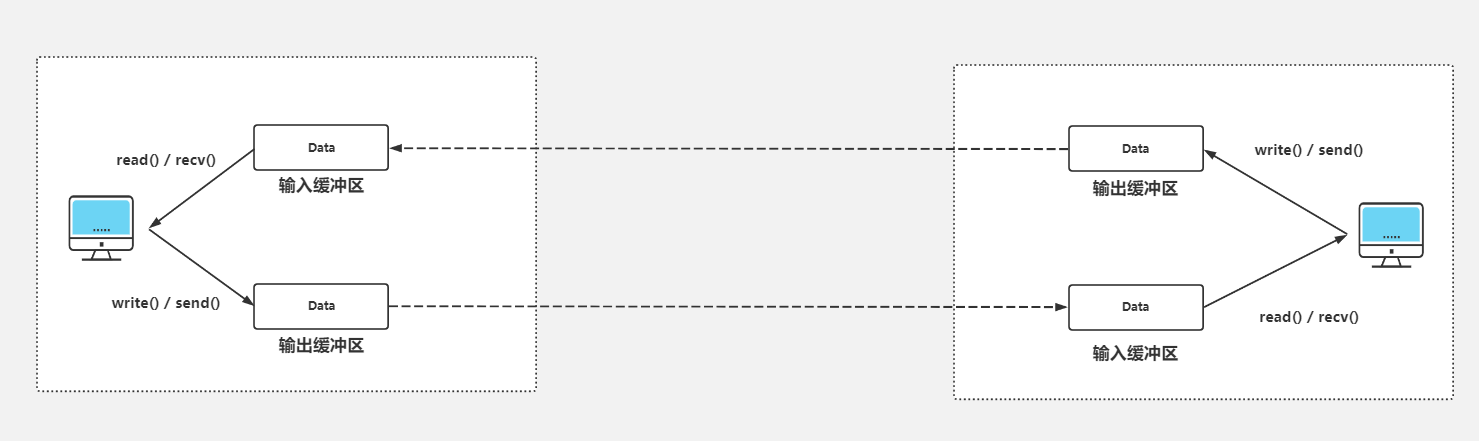 read() / recv()
Data
输入缓冲区
write() / send()
Data
输出缓冲区
Data
输出缓冲区
write() / send()
Data
输入缓冲区
read() / recv()